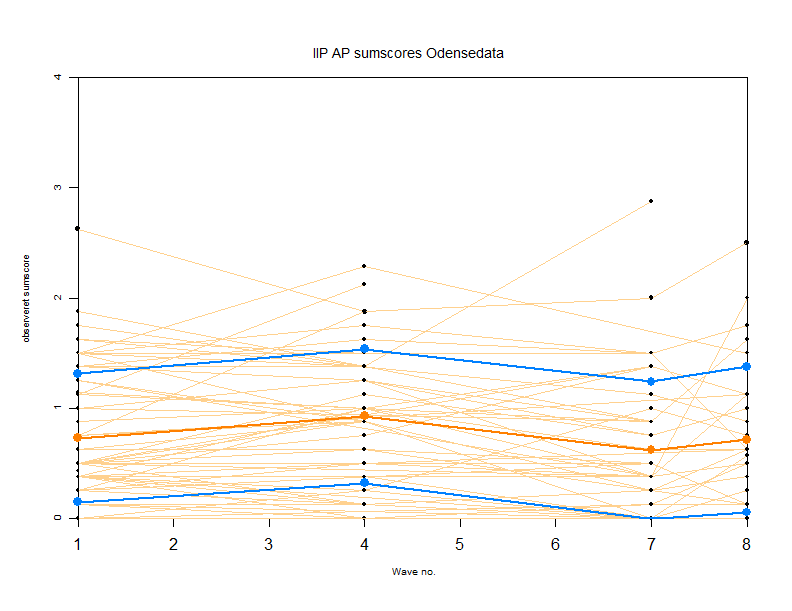 IIP AP sumscores Odensedata
observeret sumscore
4
3
2
1
0
1 2 3 4 5 6 7 8
Wave no.